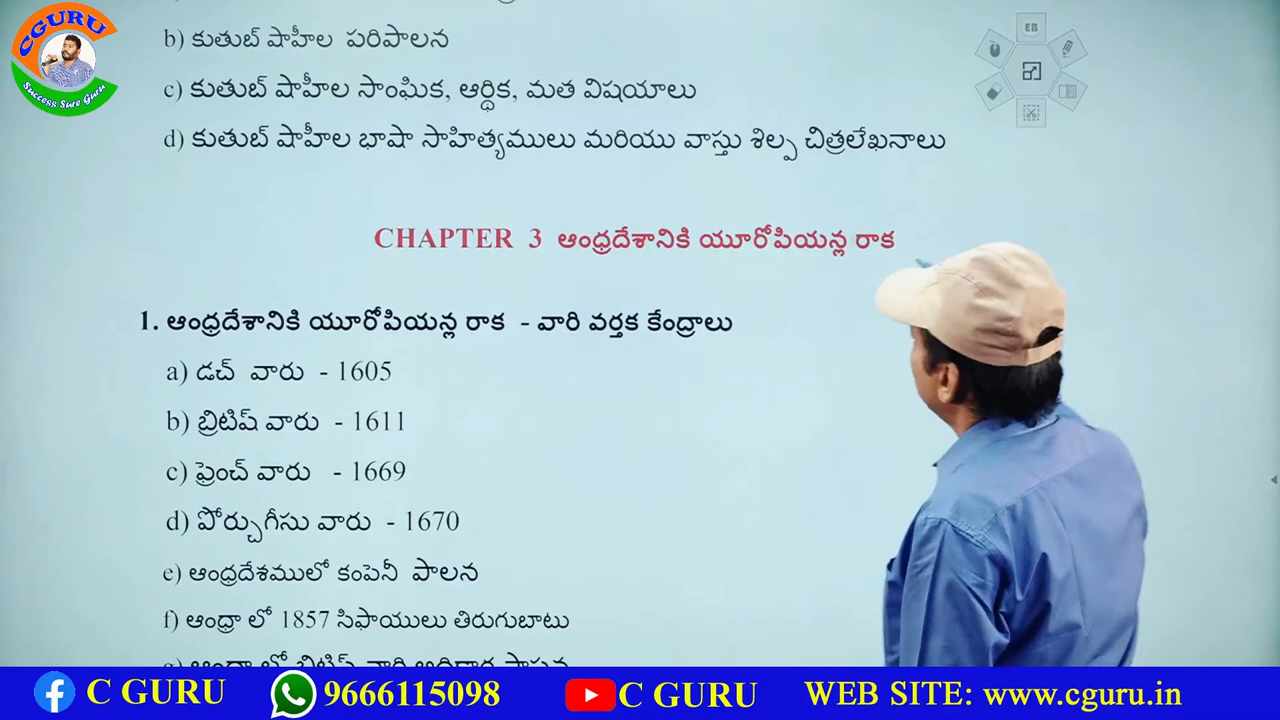 CGURU
Success Sure Guru
EB
b) కుతుబ్ షాహీల పరిపాలన
c) కుతుబ్ షాహీల సాంఘిక, ఆర్థిక, మత విషయాలు
d) కుతుబ్ షాహీల భాషా సాహిత్యములు మరియు వాస్తు శిల్ప చిత్రలేఖనాలు
CHAPTER 3 ఆంధ్రదేశానికి యూరోపియన్ల రాక
1. ఆంధ్రదేశానికి యూరోపియన్ల రాక - వారి వర్తక కేంద్రాలు
a) డచ్ వారు - 1605
b) బ్రిటిష్ వారు - 1611
c) ఫ్రెంచ్ వారు - 1669
d) పోర్చుగీసు వారు - 1670
e) ఆంధ్రదేశములో కంపెనీ పాలన
f) ఆంధ్రా లో 1857 సిఫాయులు తిరుగుబాటు
C GURU 9666115098 C GURU WEB SITE: www.cguru.in